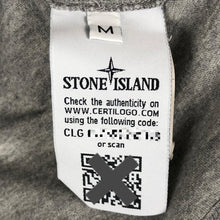 M
STONE ISLAND
Check the authenticity on
WWW.CERTILOGO.COM
using the following code:
CLG
or scan